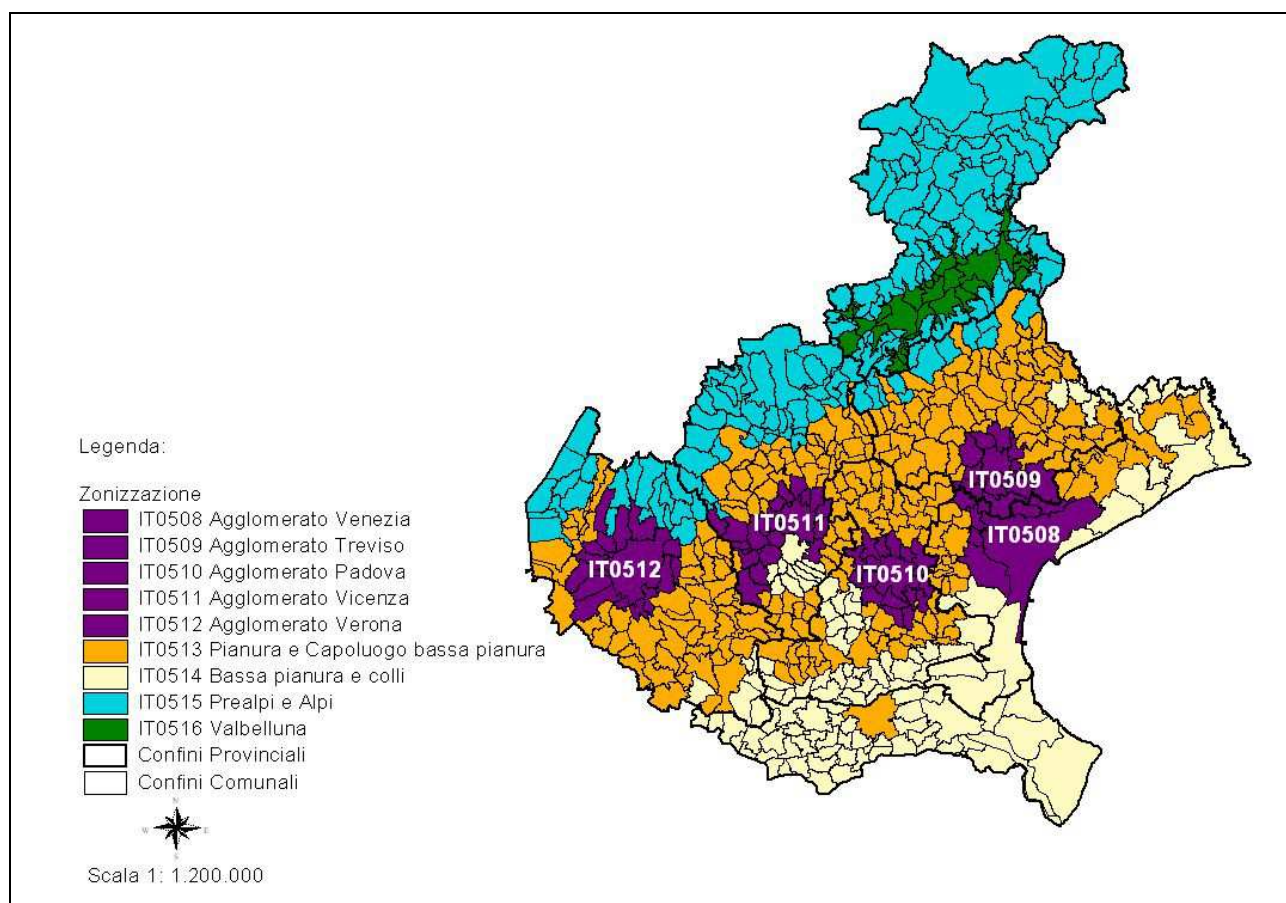 Legenda:
Zonizzazione
IT0508 Agglomerato Venezia
IT0509 Agglomerato Treviso
IT0510 Agglomerato Padova
IT0511 Agglomerato Vicenza
IT0512 Agglomerato Verona
IT0513 Pianura e Capoluogo bassa pianura
IT0514 Bassa pianura e colli
IT0515 Prealpi e Alpi
IT0516 Valbelluna
Confini Provinciali
Confini Comunali
N
W E
S
Scala 1: 1.200.000
IT0509
IT0511
IT0508
IT0512
IT0510